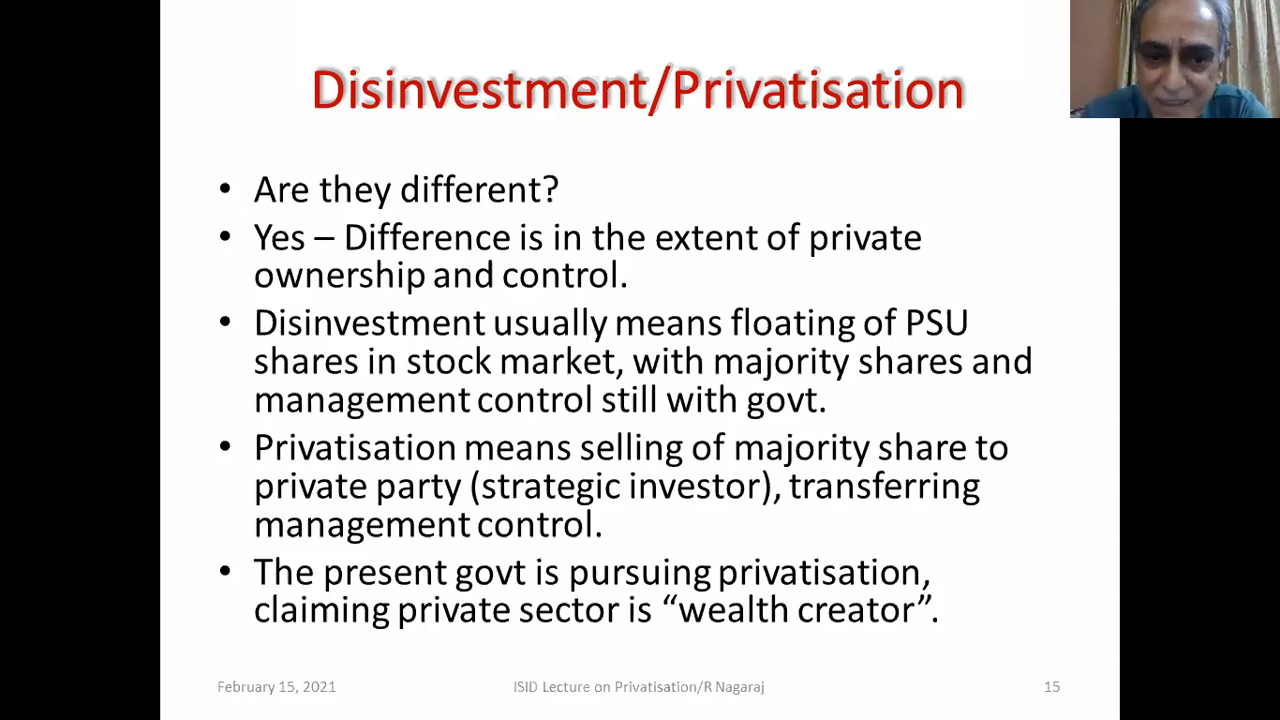 Disinvestment/Privatisation
• Are they different?
• Yes – Difference is in the extent of private
ownership and control.
• Disinvestment usually means floating of PSU
shares in stock market, with majority shares and
management control still with govt.
• Privatisation means selling of majority share to
private party (strategic investor), transferring
management control.
• The present govt is pursuing privatisation,
claiming private sector is “wealth creator”.
February 15, 2021 ISID Lecture on Privatisation/R Nagaraj 15